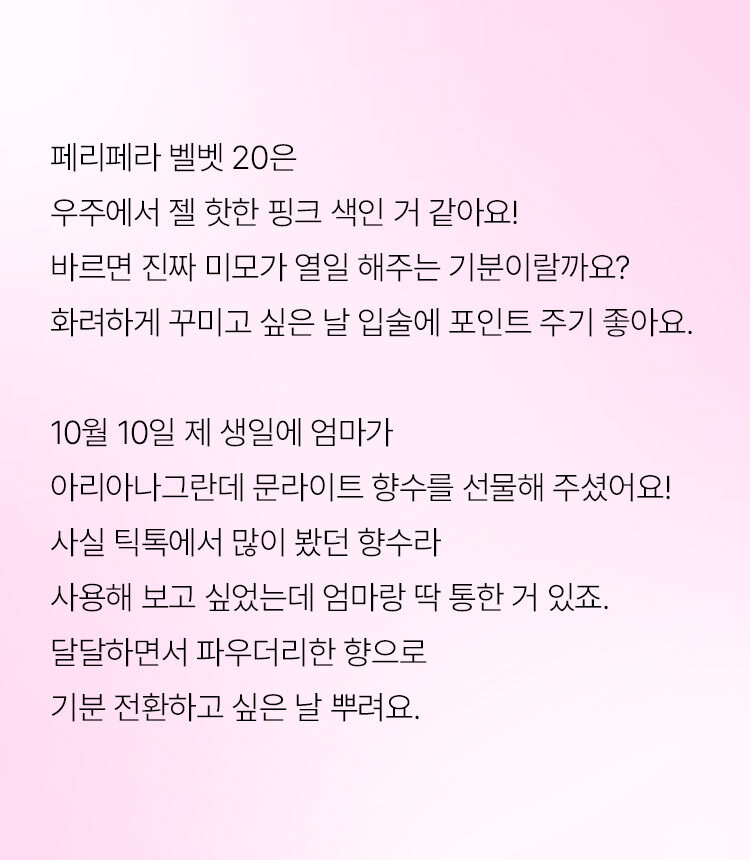 페리페라 벨벳 20은
우주에서 젤 핫한 핑크 색인 거 같아요!
바르면 진짜 미모가 열일 해주는 기분이랄까요?
화려하게 꾸미고 싶은 날 입술에 포인트 주기 좋아요.
10월 10일 제 생일에 엄마가
아리아나그란데 문라이트 향수를 선물해 주셨어요!
사실 틱톡에서 많이 봤던 향수라
사용해 보고 싶었는데 엄마랑 딱 통한 거 있죠.
달달하면서 파우더리한 향으로
기분 전환하고 싶은 날 뿌려요.